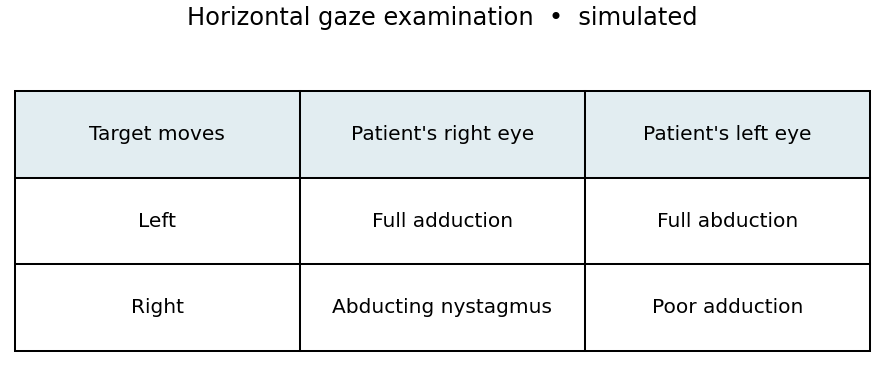 Horizontal gaze examination • simulated
Target moves Patient's right eye Patient's left eye
Left Full adduction Full abduction
Right Abducting nystagmus Poor adduction